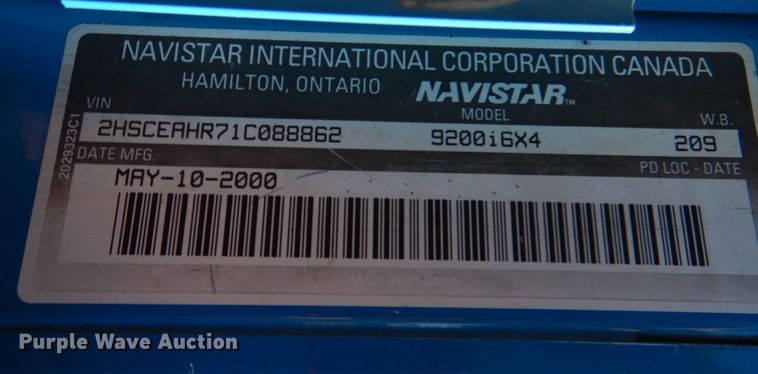 NAVISTAR INTERNATIONAL CORPORATION CANADA
HAMILTON, ONTARIO NAVISTAR™
VIN MODEL W.B.
2HSCEAHR71C088862 9200i6X4 209
DATE MFG. PD LOC - DATE
MAY-10-2000
2029323C1
MADE IN CANADA
Purple Wave Auction